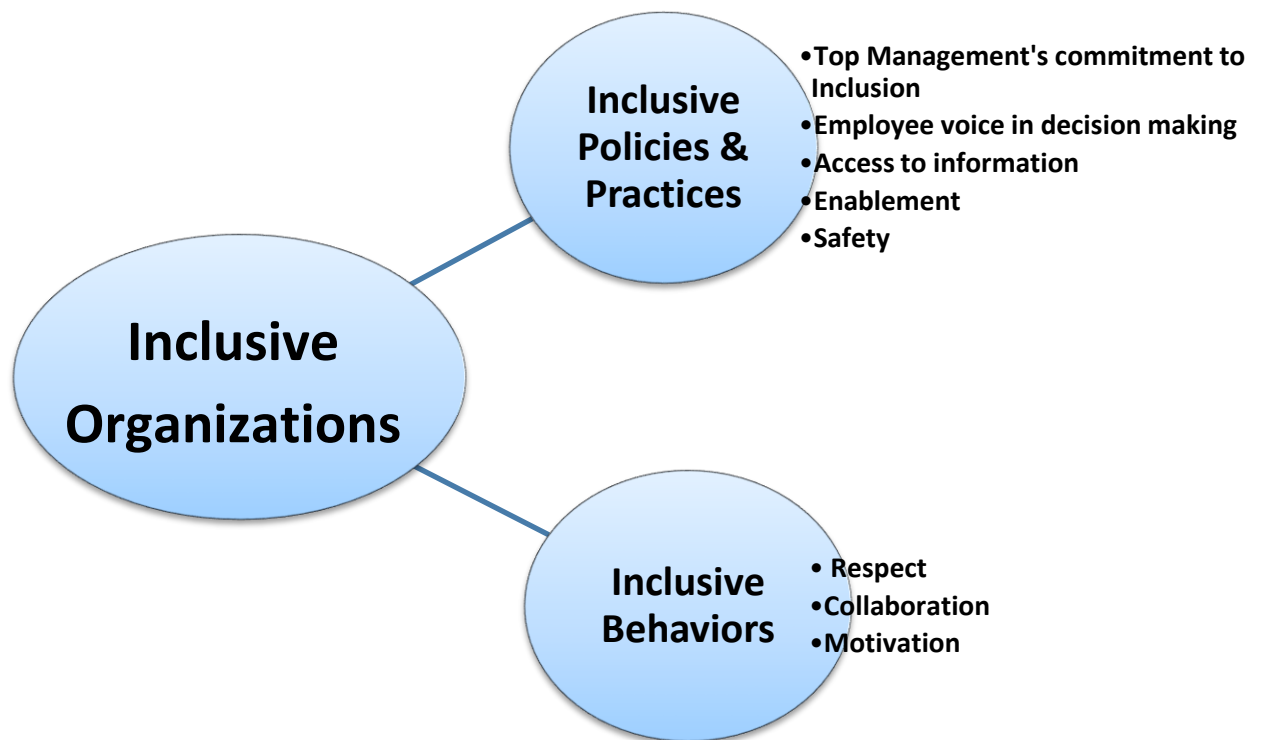 Inclusive
Policies &
Practices
•Top Management's commitment to
Inclusion
•Employee voice in decision making
•Access to information
•Enablement
•Safety
Inclusive
Organizations
Inclusive
Behaviors
• Respect
•Collaboration
•Motivation